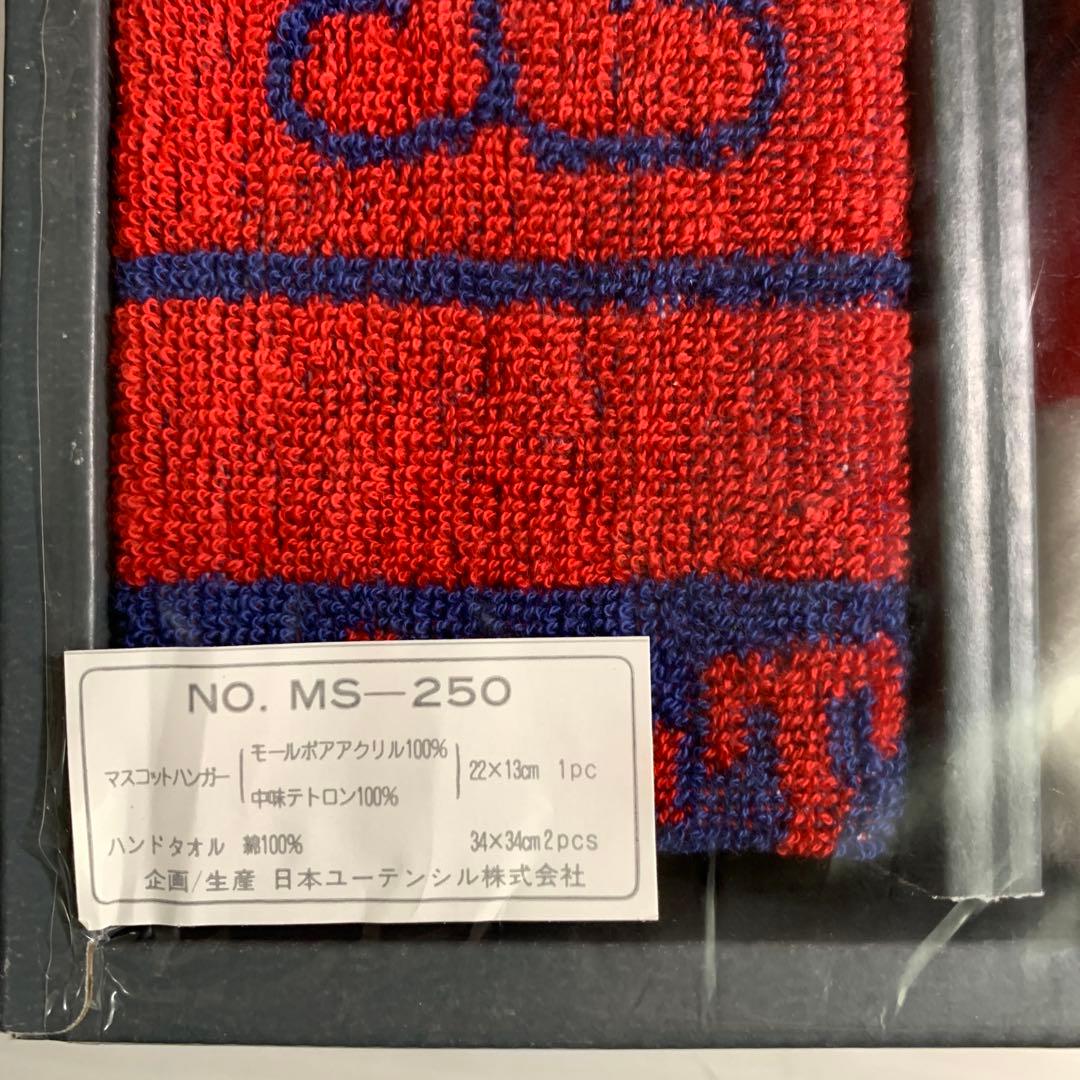 NO. MS—250
マスコットハンガー モールボアアクリル100% 22×13cm 1pc
中味テトロン100%
ハンドタオル 綿100% 34×34cm 2pcs
企画/生産 日本ユーテンシル株式会社